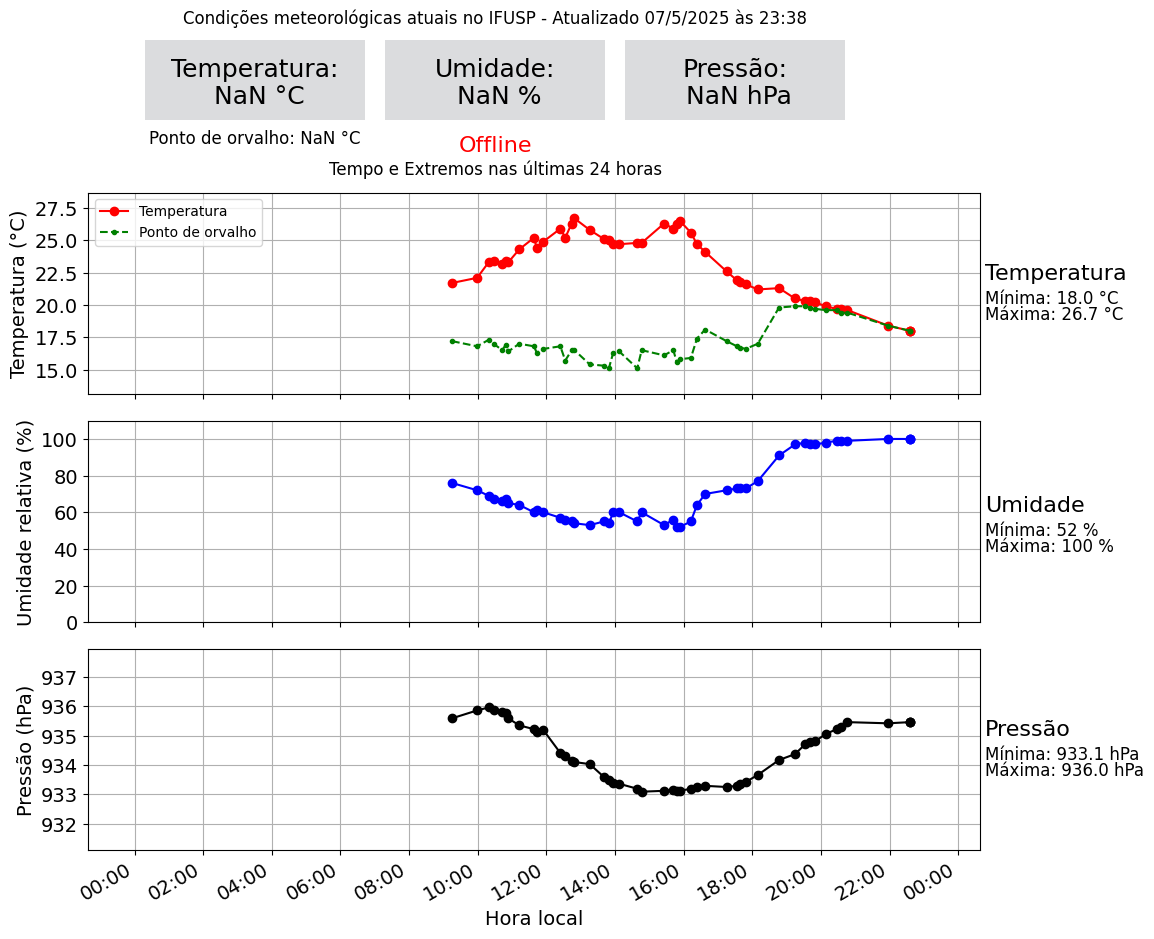 Condições meteorológicas atuais no IFUSP - Atualizado 07/5/2025 às 23:38
Temperatura:
NaN °C
Umidade:
NaN %
Pressão:
NaN hPa
Ponto de orvalho: NaN °C
Offline
Tempo e Extremos nas últimas 24 horas
Temperatura (°C)
27.5
25.0
22.5
20.0
17.5
15.0
Temperatura
Ponto de orvalho
Temperatura
Mínima: 18.0 °C
Máxima: 26.7 °C
Umidade relativa (%)
100
80
60
40
20
0
Umidade
Mínima: 52 %
Máxima: 100 %
Pressão (hPa)
937
936
935
934
933
932
Pressão
Mínima: 933.1 hPa
Máxima: 936.0 hPa
00:00 02:00 04:00 06:00 08:00 10:00 12:00 14:00 16:00 18:00 20:00 22:00 00:00
Hora local